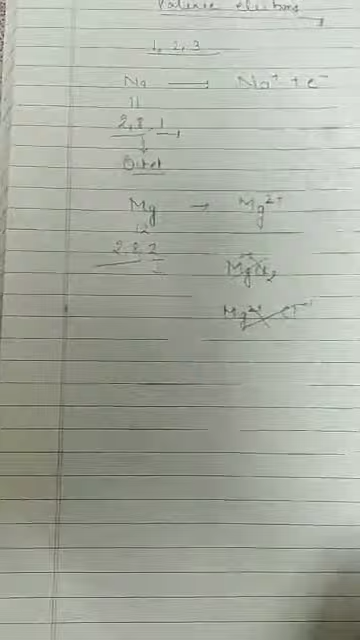 Valence electrons
1, 2, 3
Na → Na⁺ + e⁻
11
2,8,1
Octet
Mg → Mg²⁺
12
2,8,2
Mg²⁺ Cl⁻